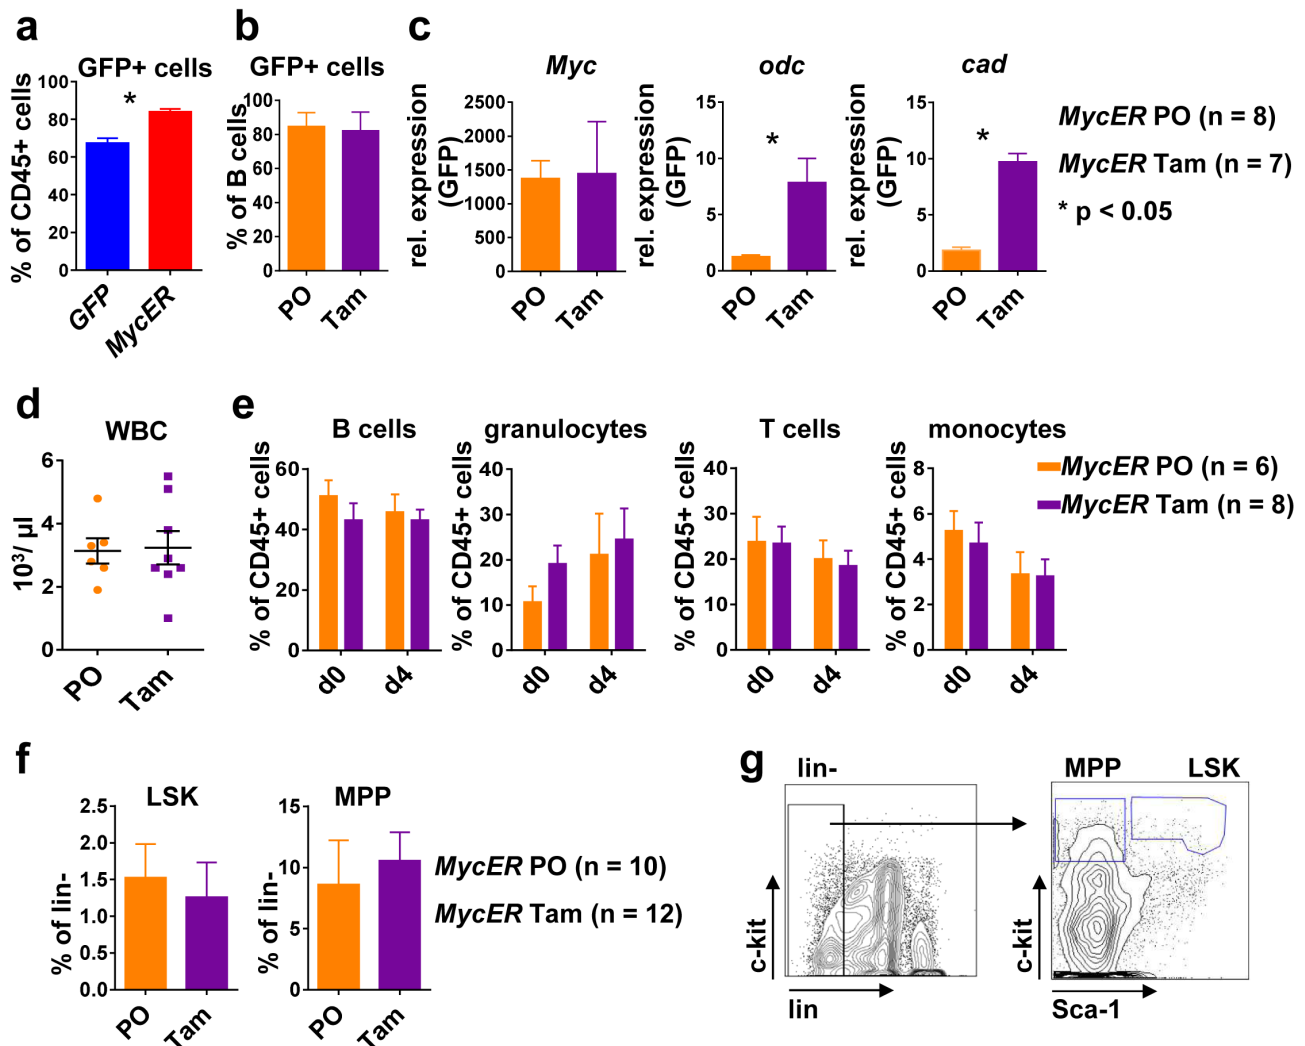 a
GFP+ cells
% of CD45+ cells
100
80
60
40
20
0
*
GFP
MycER
b
GFP+ cells
% of B cells
100
80
60
40
20
0
PO
Tam
c
Myc
rel. expression
(GFP)
2500
2000
1500
1000
500
0
PO
Tam
odc
rel. expression
(GFP)
15
10
5
0
*
PO
Tam
cad
rel. expression
(GFP)
15
10
5
0
*
PO
Tam
MycER PO (n = 8)
MycER Tam (n = 7)
* p < 0.05
d
WBC
10³/ µl
6
4
2
0
PO
Tam
e
B cells
% of CD45+ cells
60
40
20
0
d0
d4
granulocytes
% of CD45+ cells
40
30
20
10
0
d0
d4
T cells
% of CD45+ cells
40
30
20
10
0
d0
d4
monocytes
% of CD45+ cells
8
6
4
2
0
d0
d4
MycER PO (n = 6)
MycER Tam (n = 8)
f
LSK
% of lin-
2.5
2.0
1.5
1.0
0.5
0.0
PO
Tam
MPP
% of lin-
15
10
5
0
PO
Tam
MycER PO (n = 10)
MycER Tam (n = 12)
g
lin-
c-kit
lin
MPP
LSK
c-kit
Sca-1